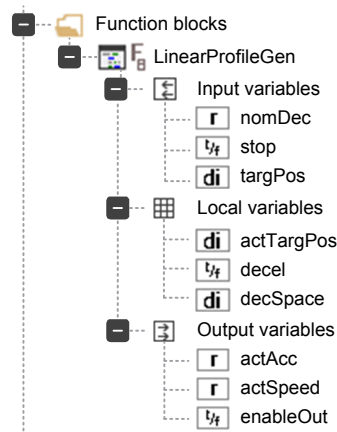 Function blocks
F B LinearProfileGen
Input variables
r nomDec
t/f stop
di targPos
Local variables
di actTargPos
t/f decel
di decSpace
Output variables
r actAcc
r actSpeed
t/f enableOut